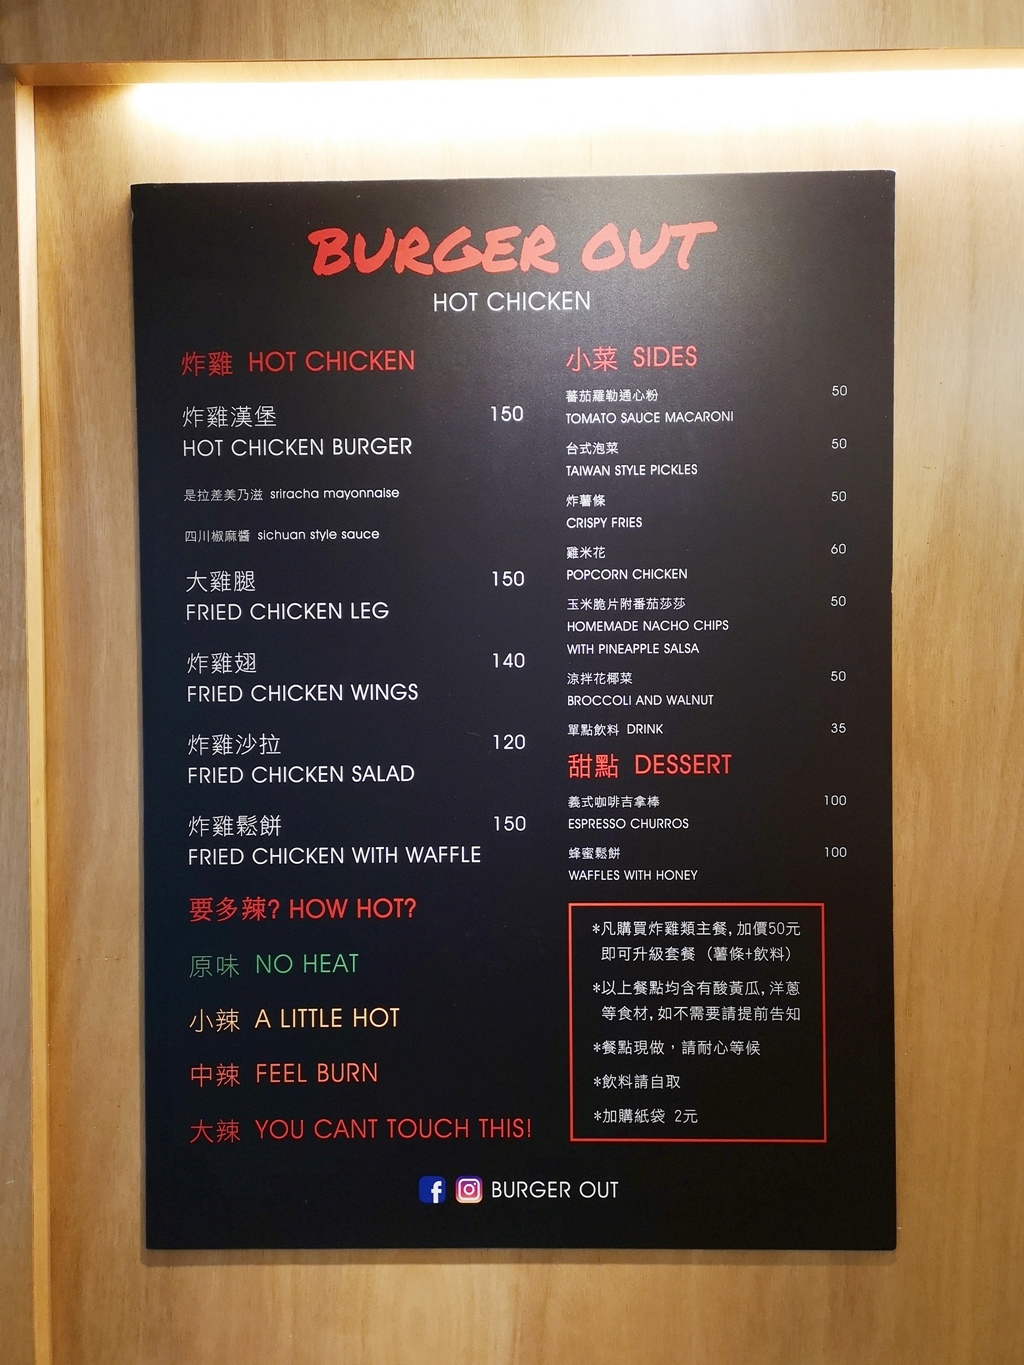 BURGER OUT
HOT CHICKEN
炸雞 HOT CHICKEN
炸雞漢堡 150
HOT CHICKEN BURGER
是拉差美乃滋 sriracha mayonnaise
四川椒麻醬 sichuan style sauce
大雞腿 150
FRIED CHICKEN LEG
炸雞翅 140
FRIED CHICKEN WINGS
炸雞沙拉 120
FRIED CHICKEN SALAD
炸雞鬆餅 150
FRIED CHICKEN WITH WAFFLE
要多辣? HOW HOT?
原味 NO HEAT
小辣 A LITTLE HOT
中辣 FEEL BURN
大辣 YOU CANT TOUCH THIS!
小菜 SIDES
蕃茄羅勒通心粉 50
TOMATO SAUCE MACARONI
台式泡菜 50
TAIWAN STYLE PICKLES
炸薯條 50
CRISPY FRIES
雞米花 60
POPCORN CHICKEN
玉米脆片附番茄莎莎 50
HOMEMADE NACHO CHIPS
WITH PINEAPPLE SALSA
涼拌花椰菜 50
BROCCOLI AND WALNUT
單點飲料 DRINK 35
甜點 DESSERT
義式咖啡吉拿棒 100
ESPRESSO CHURROS
蜂蜜鬆餅 100
WAFFLES WITH HONEY
*凡購買炸雞類主餐,加價50元
即可升級套餐 (薯條+飲料)
*以上餐點均含有酸黃瓜,洋蔥
等食材,如不需要請提前告知
*餐點現做，請耐心等候
*飲料請自取
*加購紙袋 2元
BURGER OUT